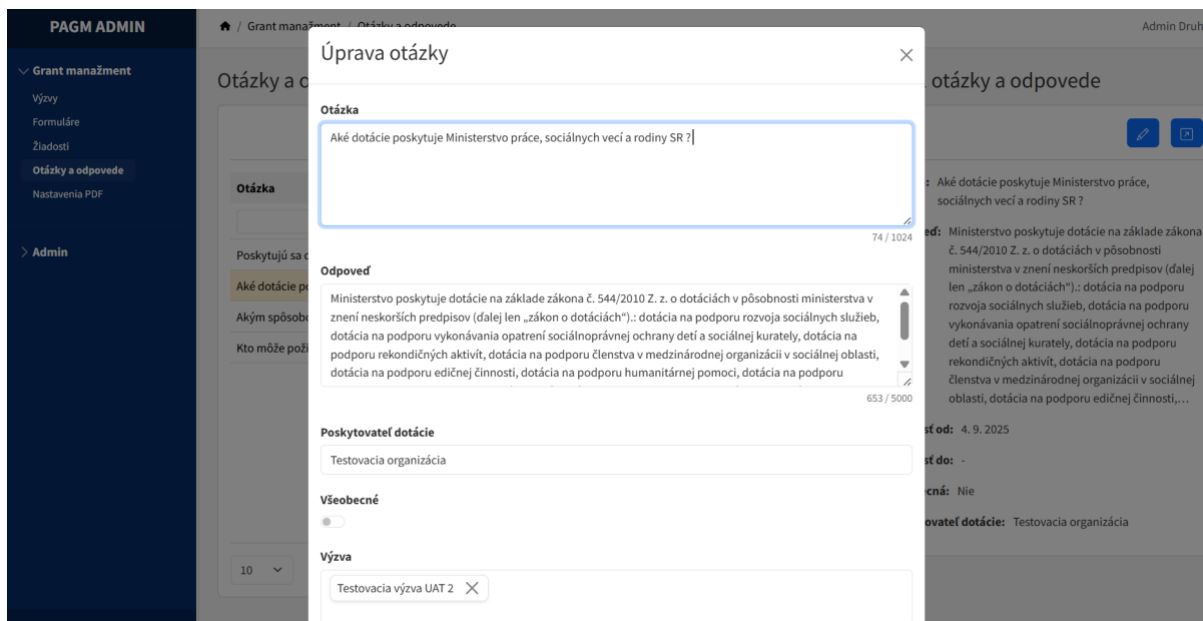 PAGM ADMIN
Grant manažment
Výzvy
Formuláre
Žiadosti
Otázky a odpovede
Nastavenia PDF
Admin
/ Grant manažment / Otázky a odpovede
Admin Druh
Otázky a o
Otázka
Poskytujú sa
Aké dotácie
Akým spôsob
Kto môže
10
Úprava otázky
Otázka
Aké dotácie poskytuje Ministerstvo práce, sociálnych vecí a rodiny SR ?
74 / 1024
Odpoveď
Ministerstvo poskytuje dotácie na základe zákona č. 544/2010 Z. z. o dotáciách v pôsobnosti ministerstva v
znení neskorších predpisov (ďalej len „zákon o dotáciách“).: dotácia na podporu rozvoja sociálnych služieb,
dotácia na podporu vykonávania opatrení sociálnoprávnej ochrany detí a sociálnej kurately, dotácia na
podporu rekondičných aktivít, dotácia na podporu členstva v medzinárodnej organizácii v sociálnej oblasti,
dotácia na podporu edičnej činnosti, dotácia na podporu humanitárnej pomoci, dotácia na podporu
653 / 5000
Poskytovateľ dotácie
Testovacia organizácia
Všeobecné
Výzva
Testovacia výzva UAT 2
otázky a odpovede
: Aké dotácie poskytuje Ministerstvo práce,
sociálnych vecí a rodiny SR ?
eď: Ministerstvo poskytuje dotácie na základe zákona
č. 544/2010 Z. z. o dotáciách v pôsobnosti
ministerstva v znení neskorších predpisov (ďalej
len „zákon o dotáciách“).: dotácia na podporu
rozvoja sociálnych služieb, dotácia na podporu
vykonávania opatrení sociálnoprávnej ochrany
detí a sociálnej kurately, dotácia na podporu
rekondičných aktivít, dotácia na podporu
členstva v medzinárodnej organizácii v sociálnej
oblasti, dotácia na podporu edičnej činnosti,...
sť od: 4. 9. 2025
sť do: -
cná: Nie
ovateľ dotácie: Testovacia organizácia